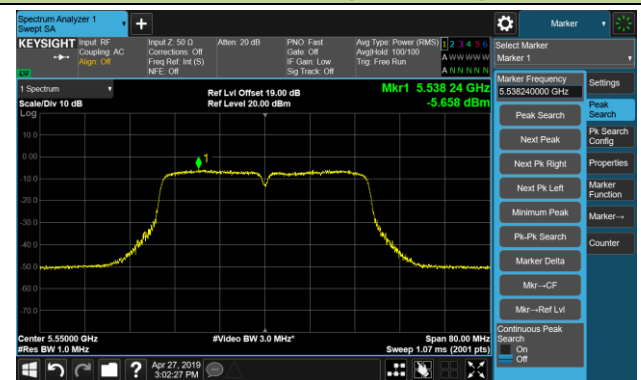 Spectrum Analyzer 1
Swept SA
Marker
KEYSIGHT
Input: RF
Coupling: AC
Align: Off
Input Z: 50 Ω
Corrections: Off
Freq Ref: Int (S)
NFE: Off
Atten: 20 dB
PNO: Fast
Gate: Off
IF Gain: Low
Sig Track: Off
Avg Type: Power (RMS)
Avg|Hold: 100/100
Trig: Free Run
1 2 3 4 5 6
A W W W W W
A N N N N N
Select Marker
Marker 1
LXI
1 Spectrum
Scale/Div 10 dB
Log
Ref Lvl Offset 19.00 dB
Ref Level 20.00 dBm
Mkr1 5.538 24 GHz
-5.658 dBm
10.0
0.00
-10.0
-20.0
-30.0
-40.0
-50.0
-60.0
-70.0
1
Center 5.55000 GHz
#Res BW 1.0 MHz
#Video BW 3.0 MHz*
Span 80.00 MHz
Sweep 1.07 ms (2001 pts)
Marker Frequency
5.538240000 GHz
Peak Search
Next Peak
Next Pk Right
Next Pk Left
Minimum Peak
Pk-Pk Search
Marker Delta
Mkr→CF
Mkr→Ref Lvl
Continuous Peak
Search
On
Off
Settings
Peak
Search
Pk Search
Config
Properties
Marker
Function
Marker→
Counter
?
Apr 27, 2019
3:02:27 PM